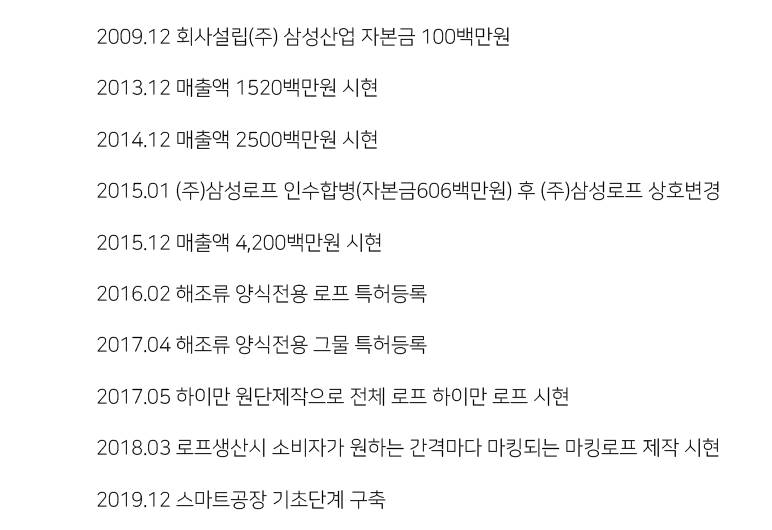 2009.12 회사설립(주) 삼성산업 자본금 100백만원
2013.12 매출액 1520백만원 시현
2014.12 매출액 2500백만원 시현
2015.01 (주)삼성로프 인수합병(자본금606백만원) 후 (주)삼성로프 상호변경
2015.12 매출액 4,200백만원 시현
2016.02 해조류 양식전용 로프 특허등록
2017.04 해조류 양식전용 그물 특허등록
2017.05 하이만 원단제작으로 전체 로프 하이만 로프 시현
2018.03 로프생산시 소비자가 원하는 간격마다 마킹되는 마킹로프 제작 시현
2019.12 스마트공장 기초단계 구축